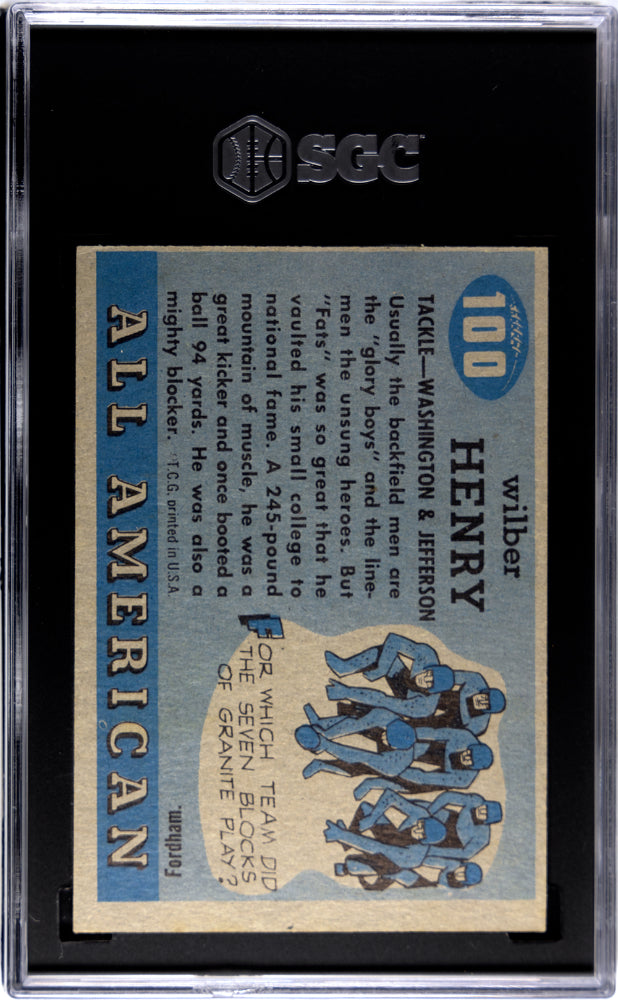 SGC
100
wilber
HENRY
TACKLE—WASHINGTON & JEFFERSON
Usually the backfield men are
the "glory boys" and the line-
men the unsung heroes. But
"Fats" was so great that he
vaulted his small college to
national fame. A 245-pound
mountain of muscle, he was a
great kicker and once booted a
ball 94 yards. He was also a
mighty blocker.
T.C.G. printed in U.S.A.
FOR WHICH TEAM DID
THE SEVEN BLOCKS
OF GRANITE PLAY?
Fordham.
ALL AMERICAN